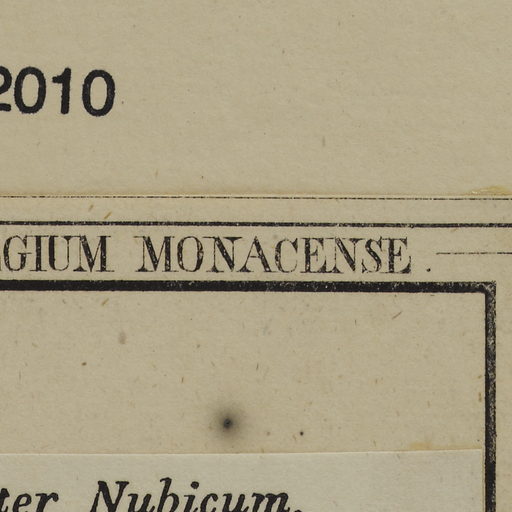 2010
GIUM MONACENSE.
ter Nubicum.